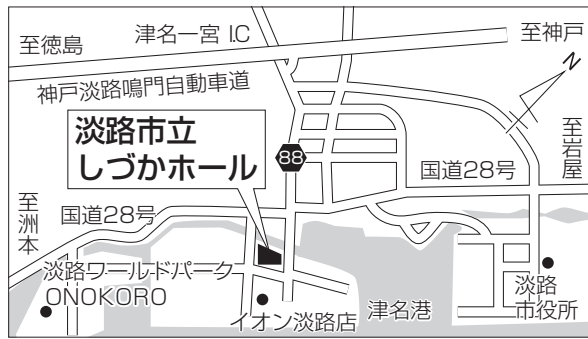 至徳島
津名一宮 I.C
至神戸
神戸淡路鳴門自動車道
N
淡路市立
しづかホール
88
至岩屋
国道28号
至洲本
国道28号
淡路ワールドパーク
ONOKORO
イオン淡路店
津名港
淡路
市役所